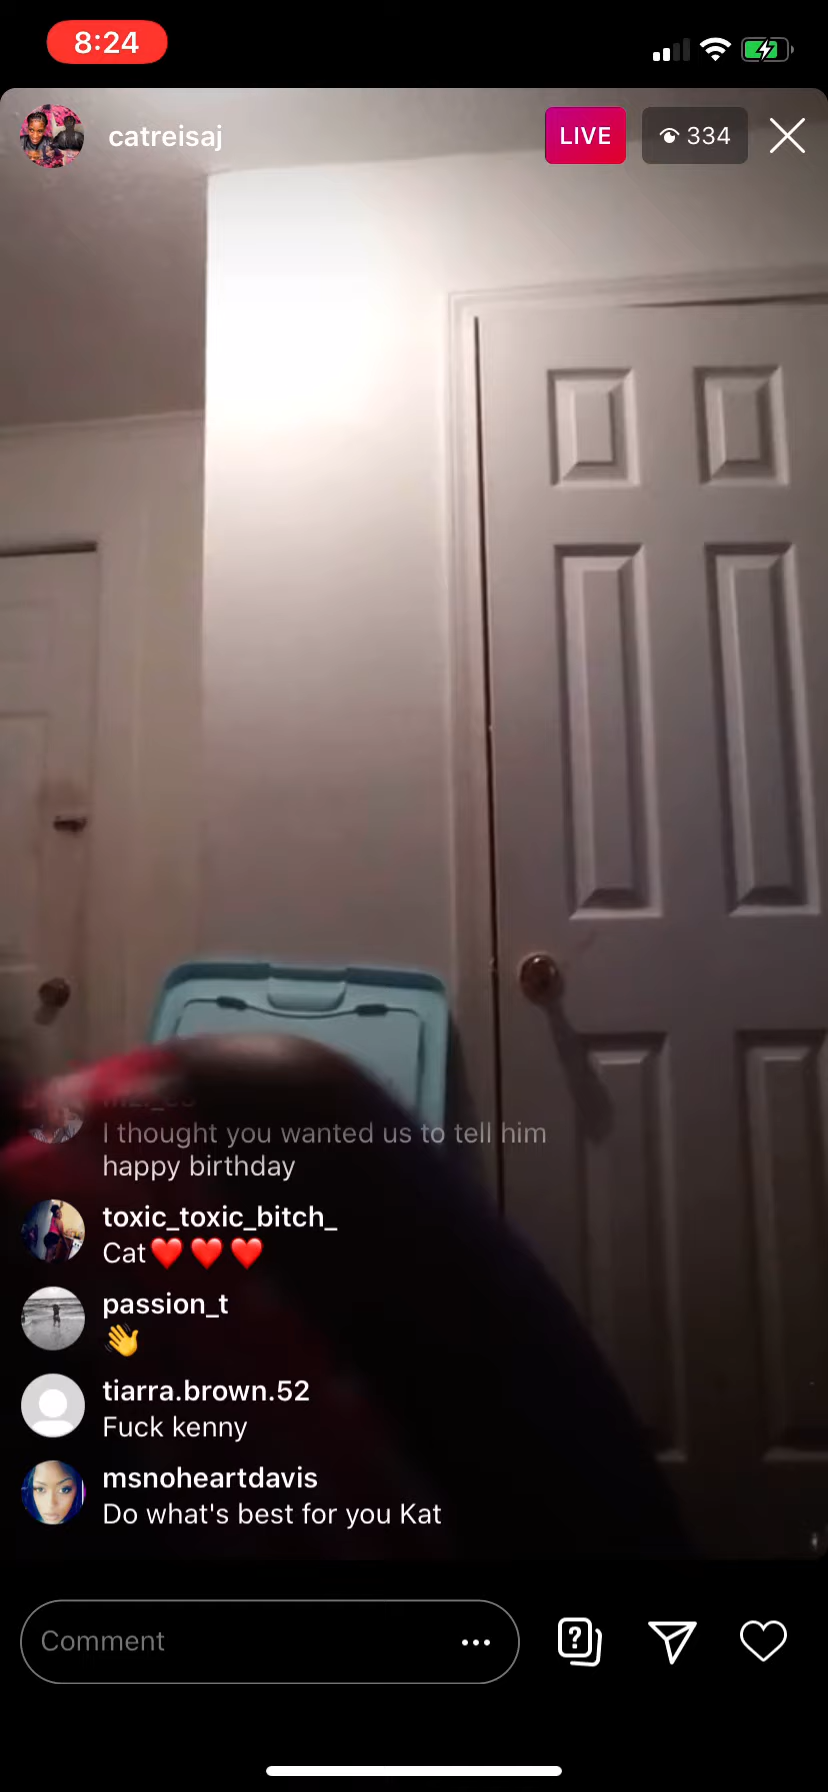 8:24
catreisaj
LIVE
334
I thought you wanted us to tell him
happy birthday
toxic_toxic_bitch_
Cat❤️❤️❤️
passion_t
👋
tiarra.brown.52
Fuck kenny
msnoheartdavis
Do what's best for you Kat
Comment